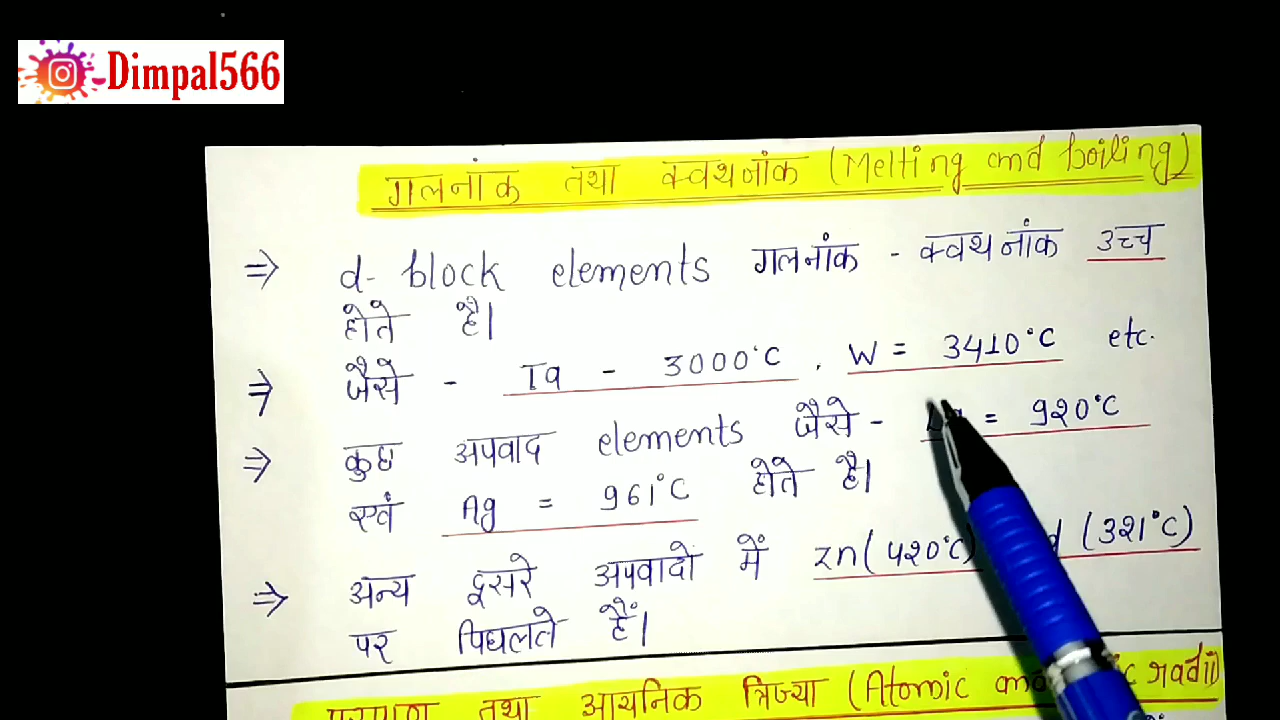 Dimpal566
गलनांक तथा क्वथनांक (Melting and boiling)
⇒ d-block elements गलनांक - क्वथनांक उच्च
होते है।
⇒ जैसे - Ta - 3000°C , W = 3410°C etc.
⇒ कुछ अपवाद elements जैसे - = 920°C
एवं Ag = 961°C होते है।
⇒ अन्य दूसरे अपवादो में zn(420°C) (321°C)
पर पिघलते हैं।
तथा आयनिक त्रिज्या (Atomic radii)